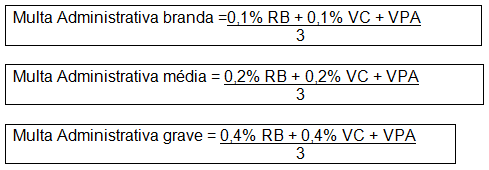 Multa Administrativa branda =0,1% RB + 0,1% VC + VPA
3
Multa Administrativa média = 0,2% RB + 0,2% VC + VPA
3
Multa Administrativa grave = 0,4% RB + 0,4% VC + VPA
3